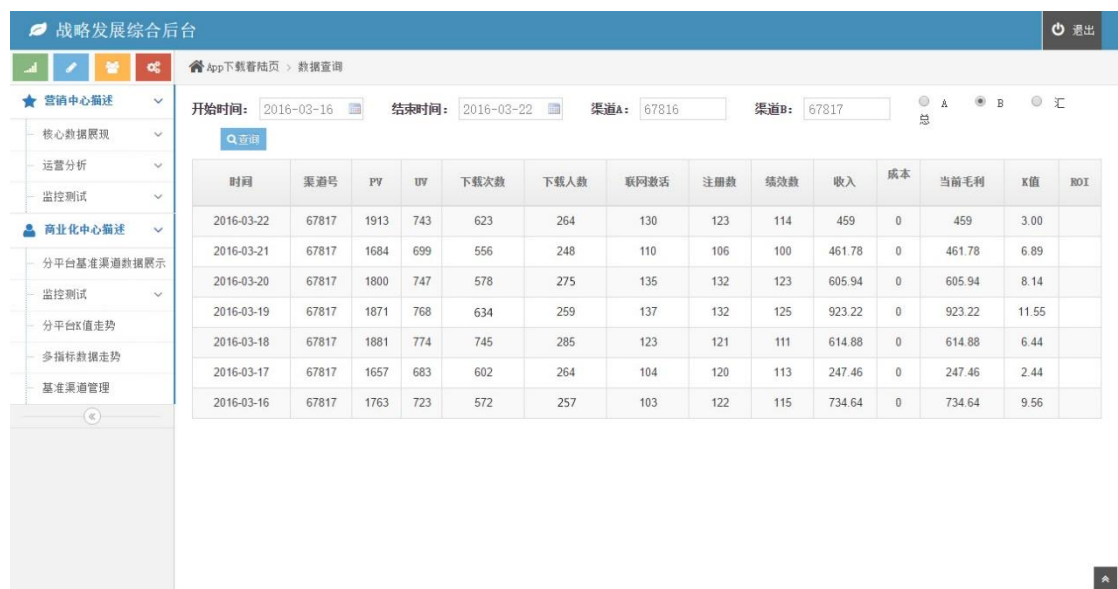 战略发展综合后台
退出
App下载着陆页 > 数据查询
营销中心描述
核心数据展现
运营分析
监控测试
商业化中心描述
分平台基准渠道数据展示
监控测试
分平台K值走势
多指标数据走势
基准渠道管理
开始时间: 2016-03-16 结束时间: 2016-03-22 渠道A: 67816 渠道B: 67817 A B 汇
总
查询
时间 渠道号 PV UV 下载次数 下载人数 联网激活 注册数 绩效数 收入 成本 当前毛利 K值 ROI
2016-03-22 67817 1913 743 623 264 130 123 114 459 0 459 3.00
2016-03-21 67817 1684 699 556 248 110 106 100 461.78 0 461.78 6.89
2016-03-20 67817 1800 747 578 275 135 132 123 605.94 0 605.94 8.14
2016-03-19 67817 1871 768 634 259 137 132 125 923.22 0 923.22 11.55
2016-03-18 67817 1881 774 745 285 123 121 111 614.88 0 614.88 6.44
2016-03-17 67817 1657 683 602 264 104 120 113 247.46 0 247.46 2.44
2016-03-16 67817 1763 723 572 257 103 122 115 734.64 0 734.64 9.56